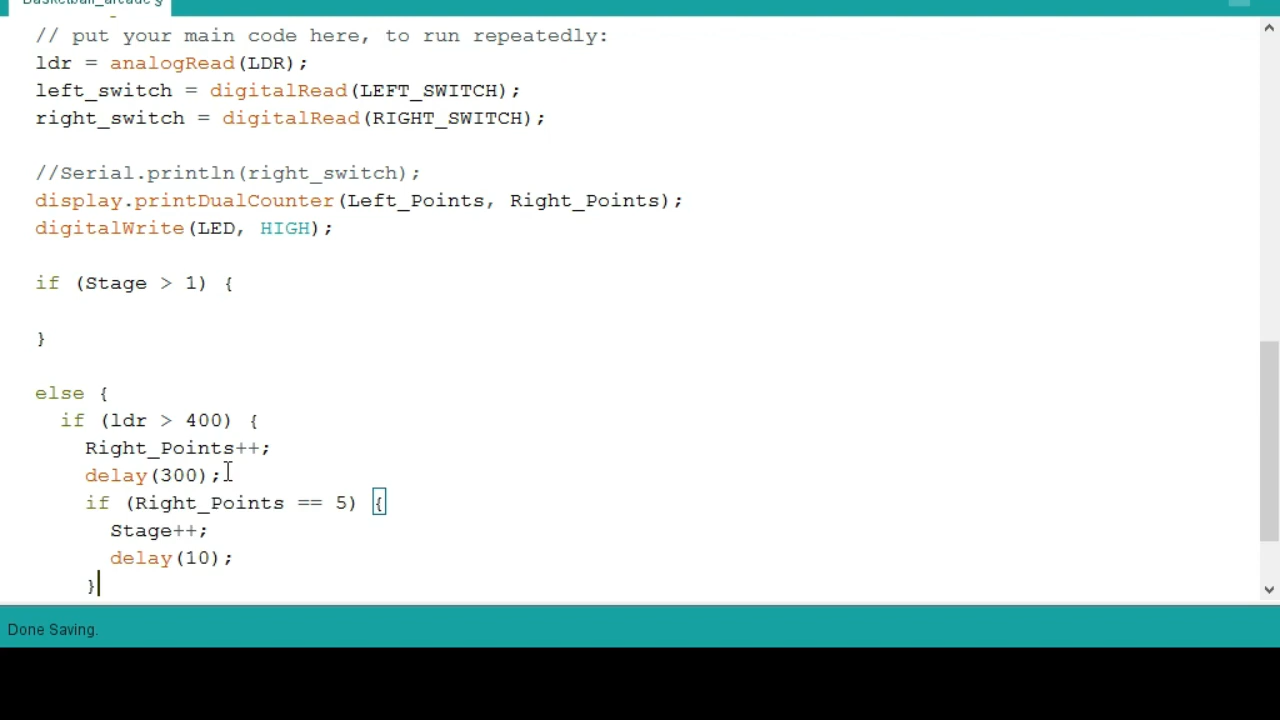 Basketball_arcade §
// put your main code here, to run repeatedly:
ldr = analogRead(LDR);
left_switch = digitalRead(LEFT_SWITCH);
right_switch = digitalRead(RIGHT_SWITCH);
//Serial.println(right_switch);
display.printDualCounter(Left_Points, Right_Points);
digitalWrite(LED, HIGH);
if (Stage > 1) {
}
else {
if (ldr > 400) {
Right_Points++;
delay(300);
if (Right_Points == 5) {
Stage++;
delay(10);
}
Done Saving.